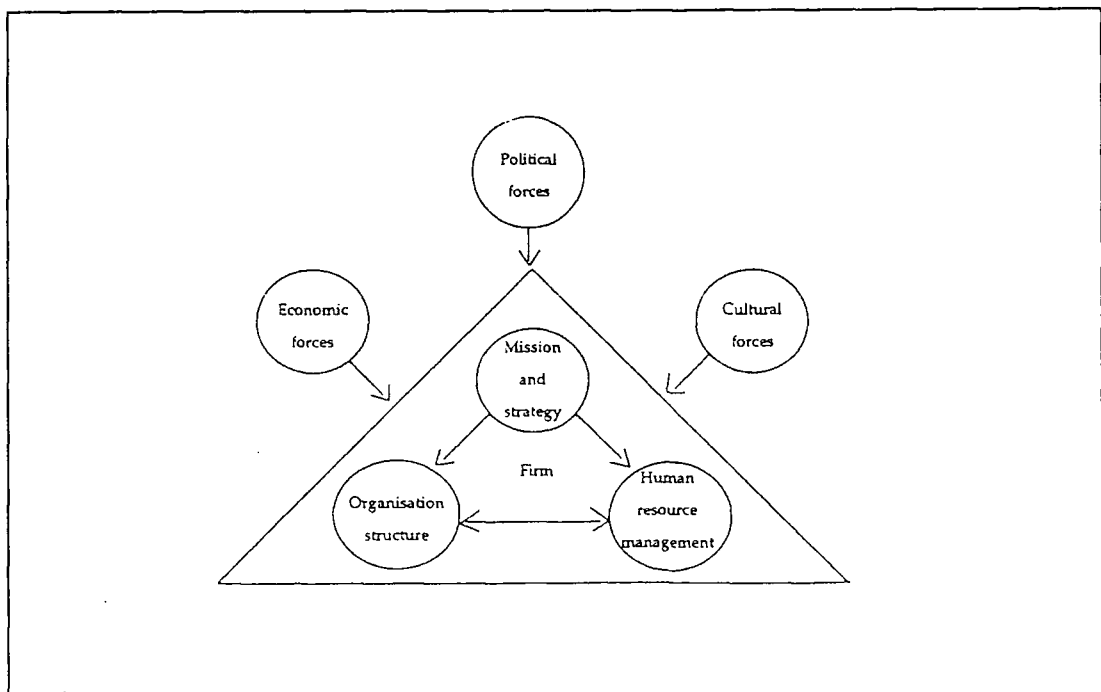 Political
forces
Economic
forces
Cultural
forces
Mission
and
strategy
Firm
Organisation
structure
Human
resource
management